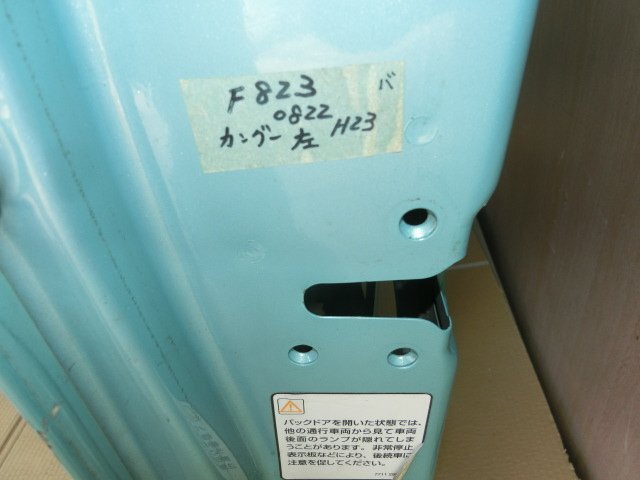 F823 バ
0822
カングー 左 H23
バックドアを開いた状態では、
他の通行車両から見て車両
後面のランプが隠れてしま
うことがあります。非常停止
表示板などにより、後続車に
注意を促してください。